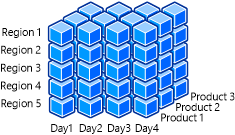 Region 1
Region 2
Region 3
Region 4
Region 5
Product 3
Product 2
Product 1
Day1 Day2 Day3 Day4